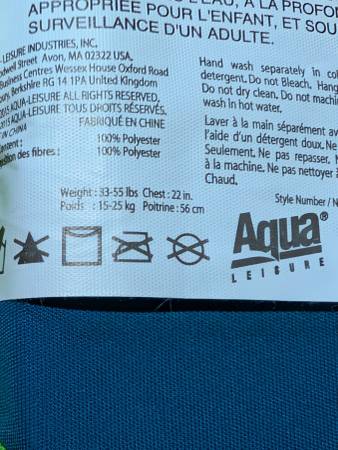 APPROPRIÉE POUR L'ENFANT, ET SOU
SURVEILLANCE D'UN ADULTE.
-LEISURE INDUSTRIES, INC.
Street Avon, MA 02322 USA,
Business Centres Wessex House Oxford Road
Berkshire RG 14 1PA United Kingdom
AQUA-LEISURE ALL RIGHTS RESERVED.
AQUA-LEISURE TOUS DROITS RÉSERVÉS.
IN CHINA FABRIQUÉ EN CHINE
100% Polyester
des fibres: 100% Polyester
Weight: 33-55 lbs Chest: 22 in.
Poids : 15-25 kg Poitrine: 56 cm
Hand wash separately in
detergent. Do not Bleach, Hang
Do not dry clean. Do not
wash in hot water.
Laver à la main séparément
l'aide d'un détergent doux. Ne
Seulement. Ne pas repasser.
à la machine. Ne pas nettoyer
Chaud.
Style Number / N
Aqua®
LEISURE